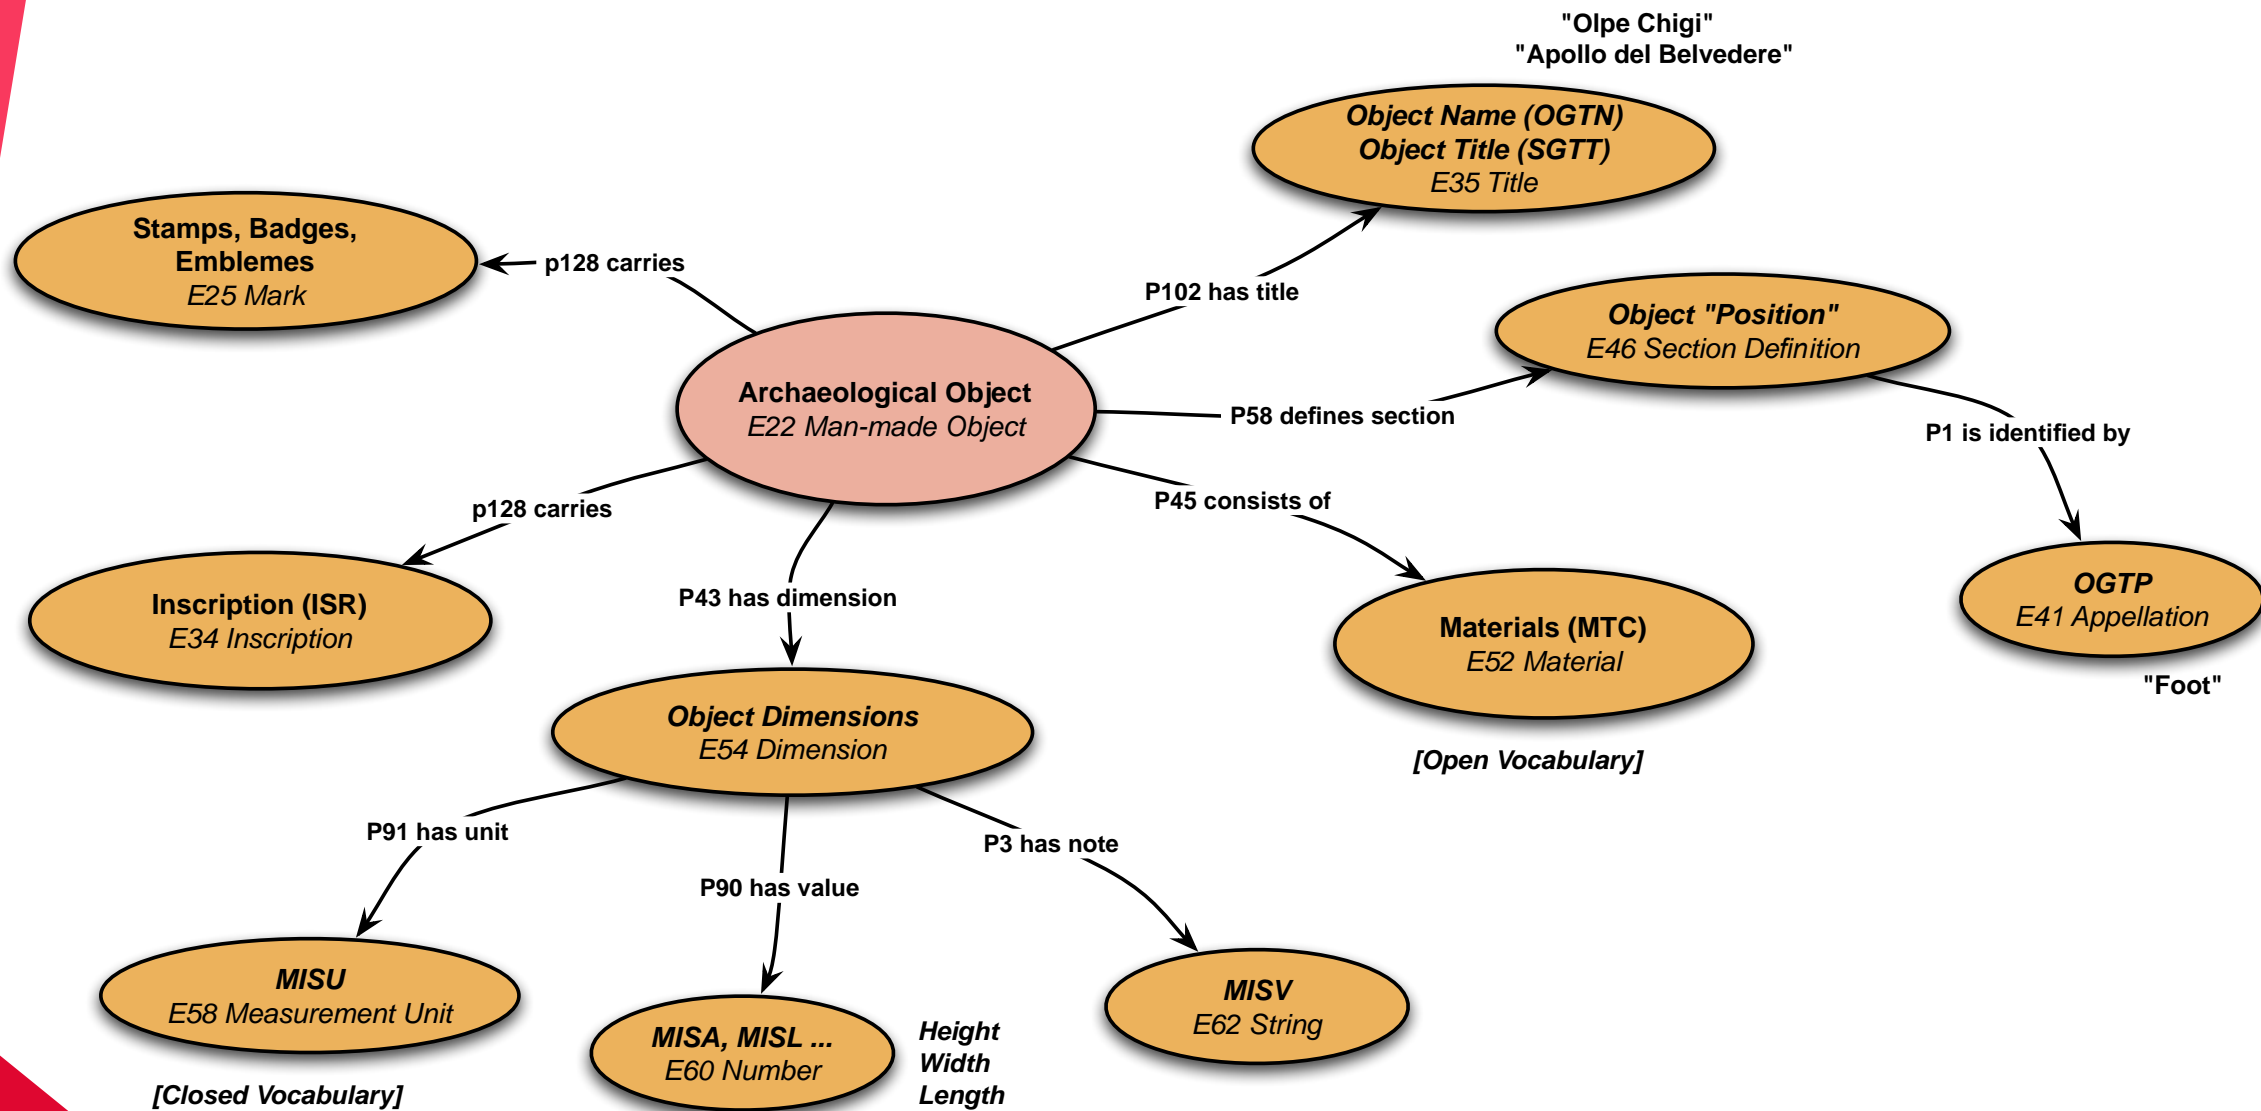 "Olpe Chigi"
"Apollo del Belvedere"
Object Name (OGTN)
Object Title (SGTT)
E35 Title
Stamps, Badges,
Emblemes
E25 Mark
p128 carries
P102 has title
Object "Position"
E46 Section Definition
Archaeological Object
E22 Man-made Object
P58 defines section
P1 is identified by
p128 carries
P45 consists of
P43 has dimension
Inscription (ISR)
E34 Inscription
Materials (MTC)
E52 Material
OGTP
E41 Appellation
"Foot"
Object Dimensions
E54 Dimension
[Open Vocabulary]
P91 has unit
P90 has value
P3 has note
MISU
E58 Measurement Unit
[Closed Vocabulary]
MISA, MISL ...
E60 Number
Height
Width
Length
MISV
E62 String